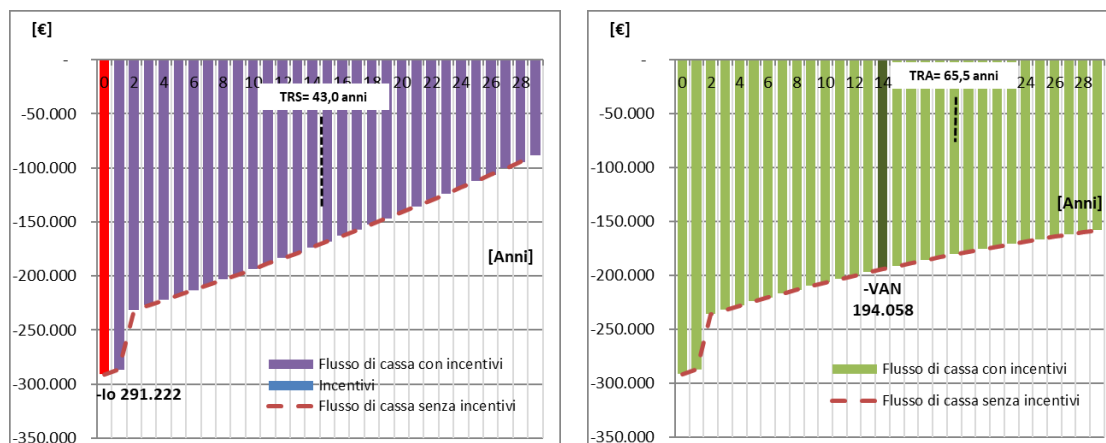 [€]
-
0 2 4 6 8 10 12 14 16 18 20 22 24 26 28
TRS= 43,0 anni
-50.000
-100.000
-150.000
-200.000
-250.000
-300.000
-350.000
[Anni]
-Io 291.222
Flusso di cassa con incentivi
Incentivi
Flusso di cassa senza incentivi
[€]
-
0 2 4 6 8 10 12 14 24 26 28
TRA= 65,5 anni
-50.000
-100.000
-150.000
-200.000
-250.000
-300.000
-350.000
[Anni]
-VAN
194.058
Flusso di cassa con incentivi
Flusso di cassa senza incentivi